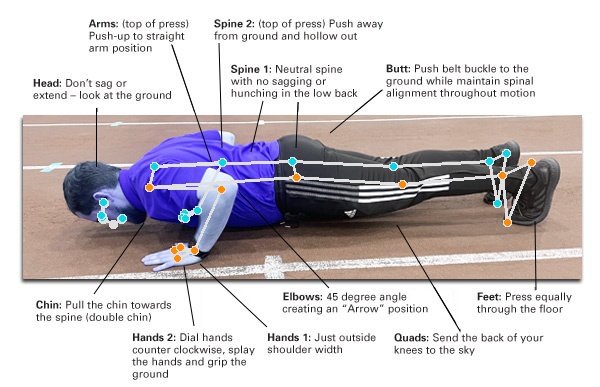 Arms: (top of press)
Push-up to straight
arm position
Spine 2: (top of press) Push away
from ground and hollow out
Head: Don't sag or
extend – look at the ground
Spine 1: Neutral spine
with no sagging or
hunching in the low back
Butt: Push belt buckle to the
ground while maintain spinal
alignment throughout motion
Chin: Pull the chin towards
the spine (double chin)
Hands 2: Dial hands
counter clockwise, splay
the hands and grip the
ground
Elbows: 45 degree angle
creating an “Arrow” position
Hands 1: Just outside
shoulder width
Quads: Send the back of your
knees to the sky
Feet: Press equally
through the floor